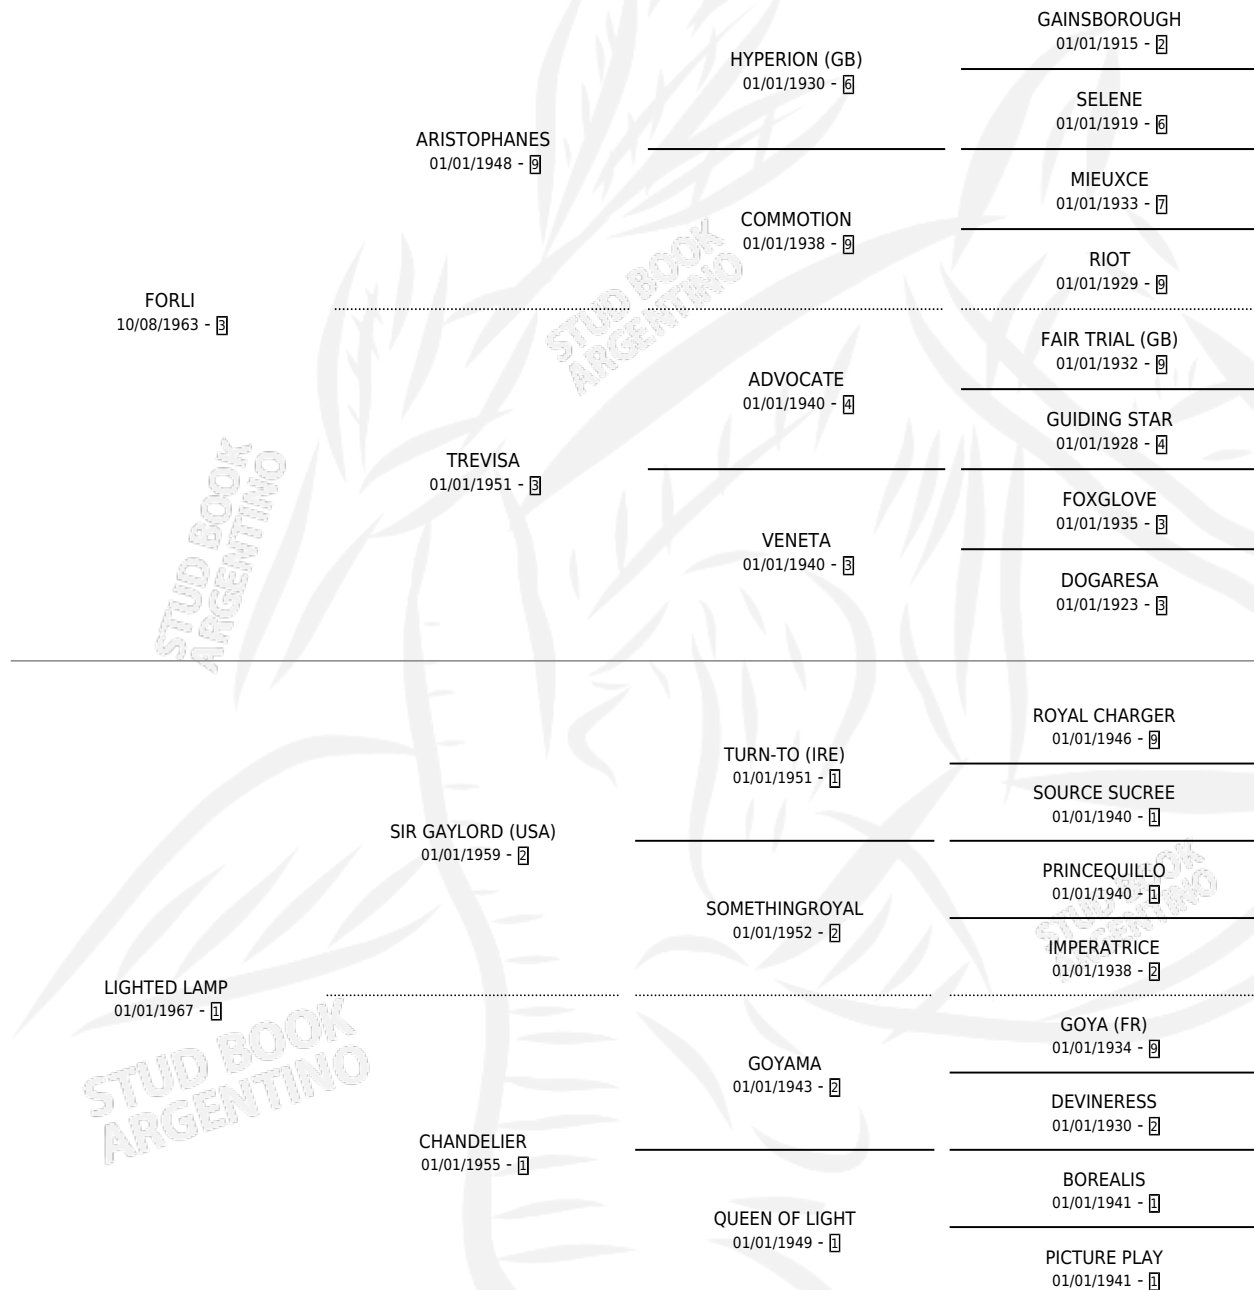 GAINSBOROUGH
01/01/1915 - 2
HYPERION (GB)
01/01/1930 - 6
SELENE
01/01/1919 - 6
ARISTOPHANES
01/01/1948 - 9
MIEUXCE
01/01/1933 - 7
COMMOTION
01/01/1938 - 9
RIOT
01/01/1929 - 9
FORLI
10/08/1963 - 3
FAIR TRIAL (GB)
01/01/1932 - 9
ADVOCATE
01/01/1940 - 4
GUIDING STAR
01/01/1928 - 4
TREVISA
01/01/1951 - 3
FOXGLOVE
01/01/1935 - 3
VENETA
01/01/1940 - 3
DOGARESA
01/01/1923 - 3
ROYAL CHARGER
01/01/1946 - 9
TURN-TO (IRE)
01/01/1951 - 1
SOURCE SUCREE
01/01/1940 - 1
SIR GAYLORD (USA)
01/01/1959 - 2
PRINCEQUILLO
01/01/1940 - 1
SOMETHINGROYAL
01/01/1952 - 2
IMPERATRICE
01/01/1938 - 2
LIGHTED LAMP
01/01/1967 - 1
GOYA (FR)
01/01/1934 - 9
GOYAMA
01/01/1943 - 2
DEVINERESS
01/01/1930 - 2
CHANDELIER
01/01/1955 - 1
BOREALIS
01/01/1941 - 1
QUEEN OF LIGHT
01/01/1949 - 1
PICTURE PLAY
01/01/1941 - 1
STUD BOOK
ARGENTINO
STUD BOOK
ARGENTINO
STUD BOOK
ARGENTINO
STUD BOOK
ARGENTINO